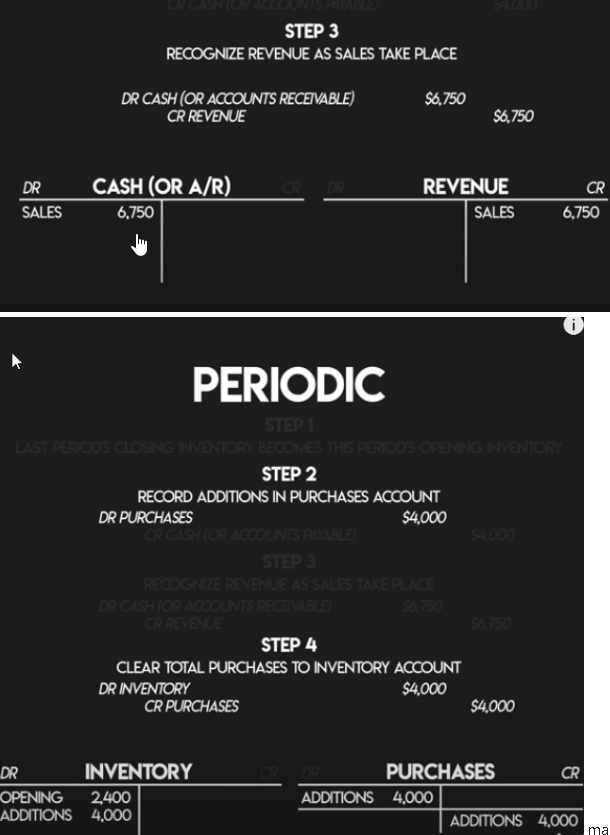 CR CASH (OR ACCOUNTS PAYABLE) $4,000
STEP 3
RECOGNIZE REVENUE AS SALES TAKE PLACE
DR CASH (OR ACCOUNTS RECEIVABLE) $6,750
CR REVENUE $6,750
DR CASH (OR A/R) CR DR REVENUE CR
SALES 6,750 SALES 6,750
i
PERIODIC
STEP 1
LAST PERIOD'S CLOSING INVENTORY BECOMES THIS PERIOD'S OPENING INVENTORY
STEP 2
RECORD ADDITIONS IN PURCHASES ACCOUNT
DR PURCHASES $4,000
CR CASH (OR ACCOUNTS PAYABLE) $4,000
STEP 3
RECOGNIZE REVENUE AS SALES TAKE PLACE
DR CASH (OR ACCOUNTS RECEIVABLE) $6,750
CR REVENUE $6,750
STEP 4
CLEAR TOTAL PURCHASES TO INVENTORY ACCOUNT
DR INVENTORY $4,000
CR PURCHASES $4,000
DR INVENTORY CR DR PURCHASES CR
OPENING 2,400 ADDITIONS 4,000
ADDITIONS 4,000 ADDITIONS 4,000
ma